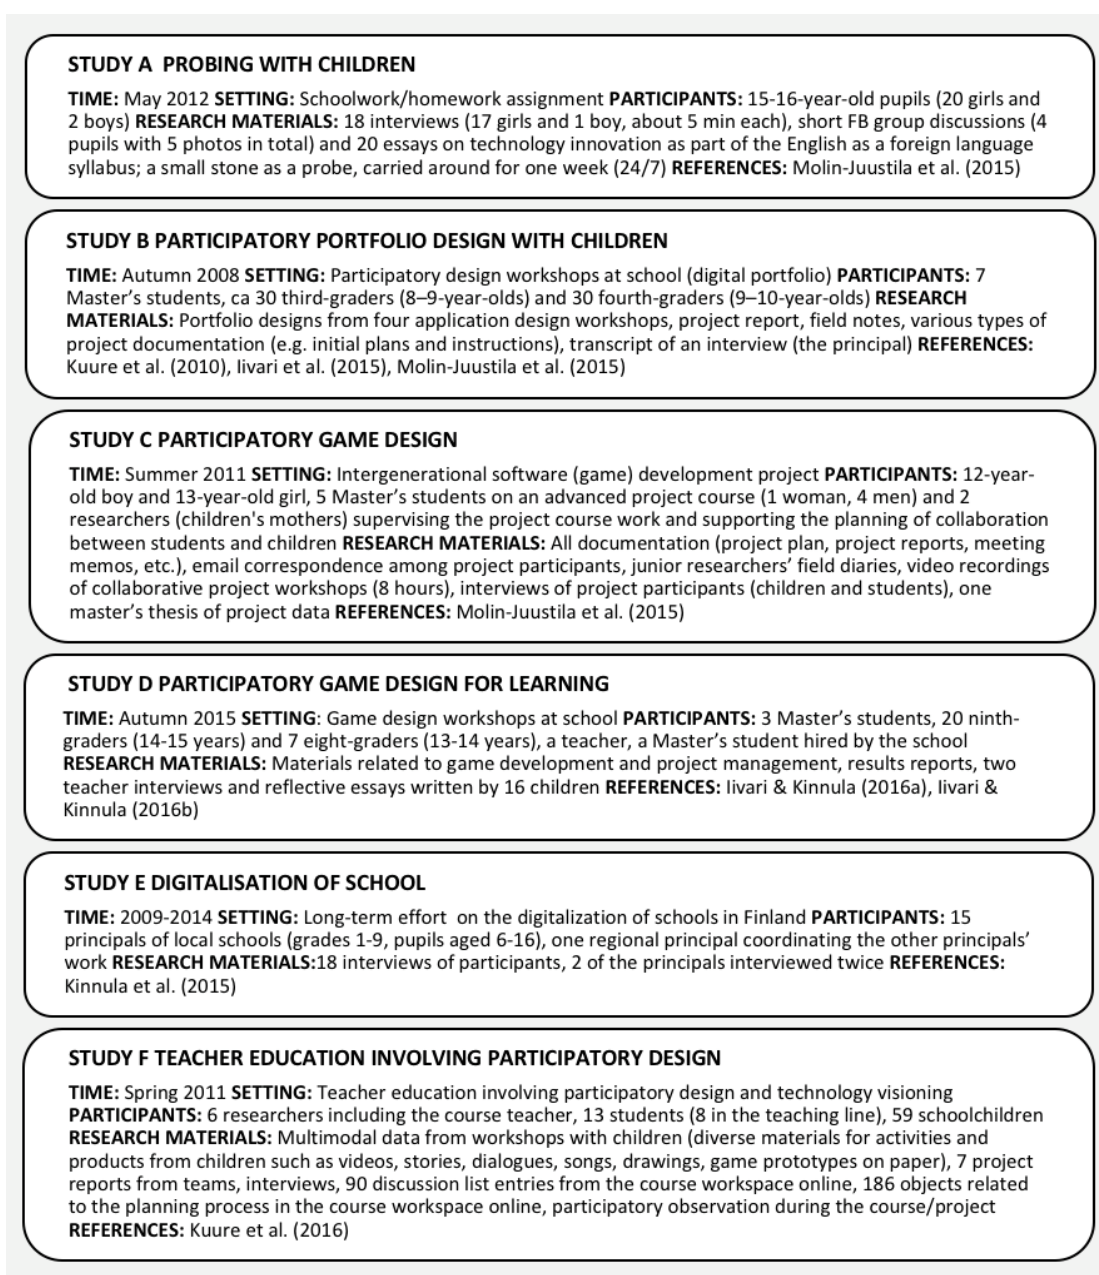 STUDY A PROBING WITH CHILDREN
TIME: May 2012 SETTING: Schoolwork/homework assignment PARTICIPANTS: 15-16-year-old pupils (20 girls and
2 boys) RESEARCH MATERIALS: 18 interviews (17 girls and 1 boy, about 5 min each), short FB group discussions (4
pupils with 5 photos in total) and 20 essays on technology innovation as part of the English as a foreign language
syllabus; a small stone as a probe, carried around for one week (24/7) REFERENCES: Molin-Juustila et al. (2015)
STUDY B PARTICIPATORY PORTFOLIO DESIGN WITH CHILDREN
TIME: Autumn 2008 SETTING: Participatory design workshops at school (digital portfolio) PARTICIPANTS: 7
Master’s students, ca 30 third-graders (8–9-year-olds) and 30 fourth-graders (9–10-year-olds) RESEARCH
MATERIALS: Portfolio designs from four application design workshops, project report, field notes, various types of
project documentation (e.g. initial plans and instructions), transcript of an interview (the principal) REFERENCES:
Kuure et al. (2010), Iivari et al. (2015), Molin-Juustila et al. (2015)
STUDY C PARTICIPATORY GAME DESIGN
TIME: Summer 2011 SETTING: Intergenerational software (game) development project PARTICIPANTS: 12-year-
old boy and 13-year-old girl, 5 Master’s students on an advanced project course (1 woman, 4 men) and 2
researchers (children's mothers) supervising the project course work and supporting the planning of collaboration
between students and children RESEARCH MATERIALS: All documentation (project plan, project reports, meeting
memos, etc.), email correspondence among project participants, junior researchers’ field diaries, video recordings
of collaborative project workshops (8 hours), interviews of project participants (children and students), one
master’s thesis of project data REFERENCES: Molin-Juustila et al. (2015)
STUDY D PARTICIPATORY GAME DESIGN FOR LEARNING
TIME: Autumn 2015 SETTING: Game design workshops at school PARTICIPANTS: 3 Master’s students, 20 ninth-
graders (14-15 years) and 7 eight-graders (13-14 years), a teacher, a Master’s student hired by the school
RESEARCH MATERIALS: Materials related to game development and project management, results reports, two
teacher interviews and reflective essays written by 16 children REFERENCES: Iivari & Kinnula (2016a), Iivari &
Kinnula (2016b)
STUDY E DIGITALISATION OF SCHOOL
TIME: 2009-2014 SETTING: Long-term effort on the digitalization of schools in Finland PARTICIPANTS: 15
principals of local schools (grades 1-9, pupils aged 6-16), one regional principal coordinating the other principals’
work RESEARCH MATERIALS:18 interviews of participants, 2 of the principals interviewed twice REFERENCES:
Kinnula et al. (2015)
STUDY F TEACHER EDUCATION INVOLVING PARTICIPATORY DESIGN
TIME: Spring 2011 SETTING: Teacher education involving participatory design and technology visioning
PARTICIPANTS: 6 researchers including the course teacher, 13 students (8 in the teaching line), 59 schoolchildren
RESEARCH MATERIALS: Multimodal data from workshops with children (diverse materials for activities and
products from children such as videos, stories, dialogues, songs, drawings, game prototypes on paper), 7 project
reports from teams, interviews, 90 discussion list entries from the course workspace online, 186 objects related
to the planning process in the course workspace online, participatory observation during the course/project
REFERENCES: Kuure et al. (2016)